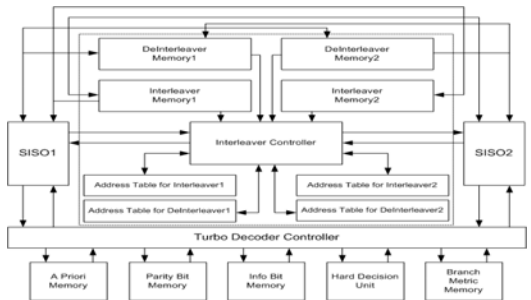 DeInterleaver
Memory1
DeInterleaver
Memory2
Interleaver
Memory1
Interleaver
Memory2
SISO1
Interleaver Controller
SISO2
Address Table for Interleaver1
Address Table for Interleaver2
Address Table for DeInterleaver1
Address Table for DeInterleaver2
Turbo Decoder Controller
A Priori
Memory
Parity Bit
Memory
Info Bit
Memory
Hard Decision
Unit
Branch
Metric
Memory